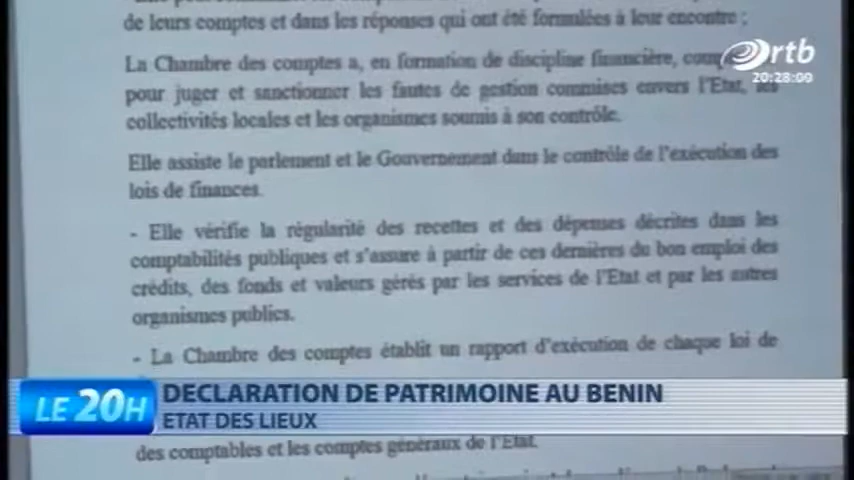 de leurs comptes et dans les réponses qui ont été formulées à leur encontre ;
La Chambre des comptes a, en formation de discipline financière,
pour juger et sanctionner les fautes de gestion commises envers l'Etat, les
collectivités locales et les organismes soumis à son contrôle.
Elle assiste le parlement et le Gouvernement dans le contrôle de l'exécution des
lois de finances.
- Elle vérifie la régularité des recettes et des dépenses décrites dans les
comptabilités publiques et s'assure à partir de ces dernières du bon emploi des
crédits, des fonds et valeurs gérés par les services de l'Etat et par les autres
organismes publics.
- La Chambre des comptes établit un rapport d'exécution de chaque loi de
des comptables et les comptes généraux de l'Etat.
ortb
20:28:09
LE 20H
DECLARATION DE PATRIMOINE AU BENIN
ETAT DES LIEUX